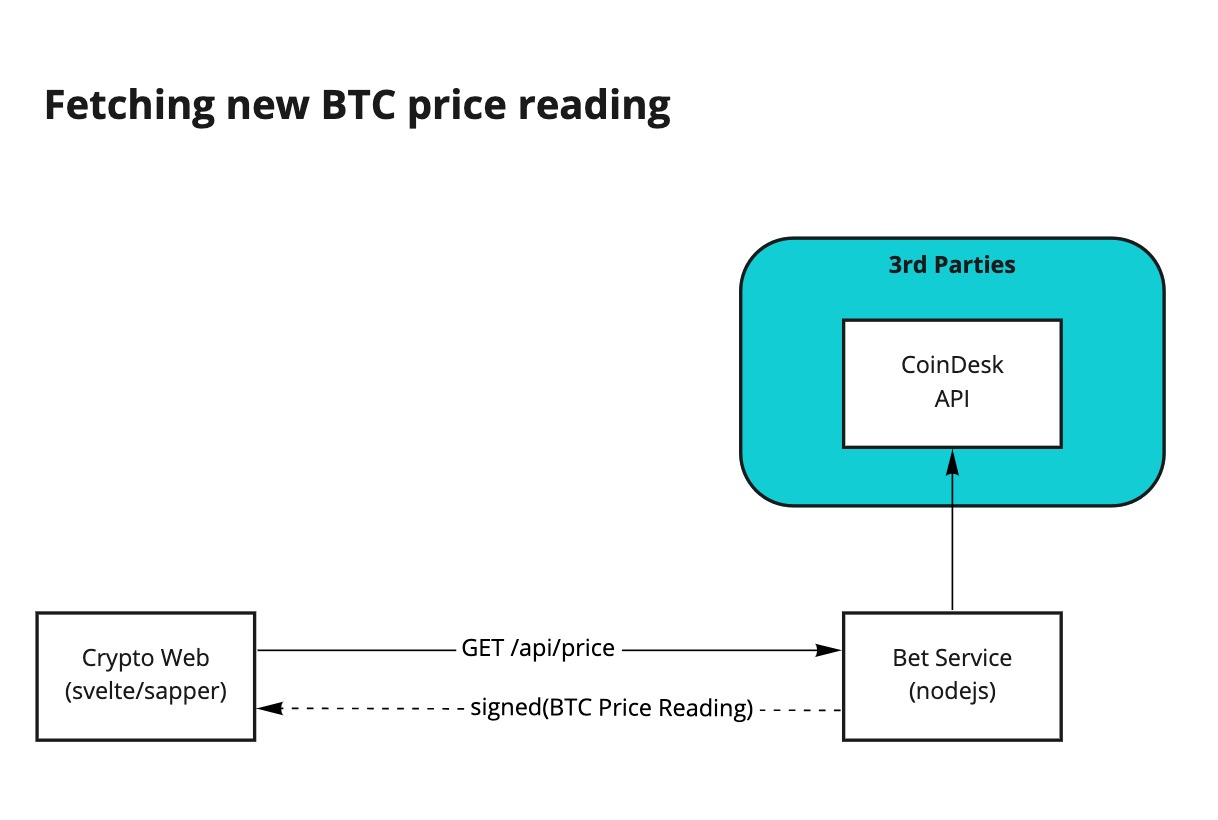 Fetching new BTC price reading
3rd Parties
CoinDesk
API
Crypto Web
(svelte/sapper)
GET /api/price
signed(BTC Price Reading)
Bet Service
(nodejs)